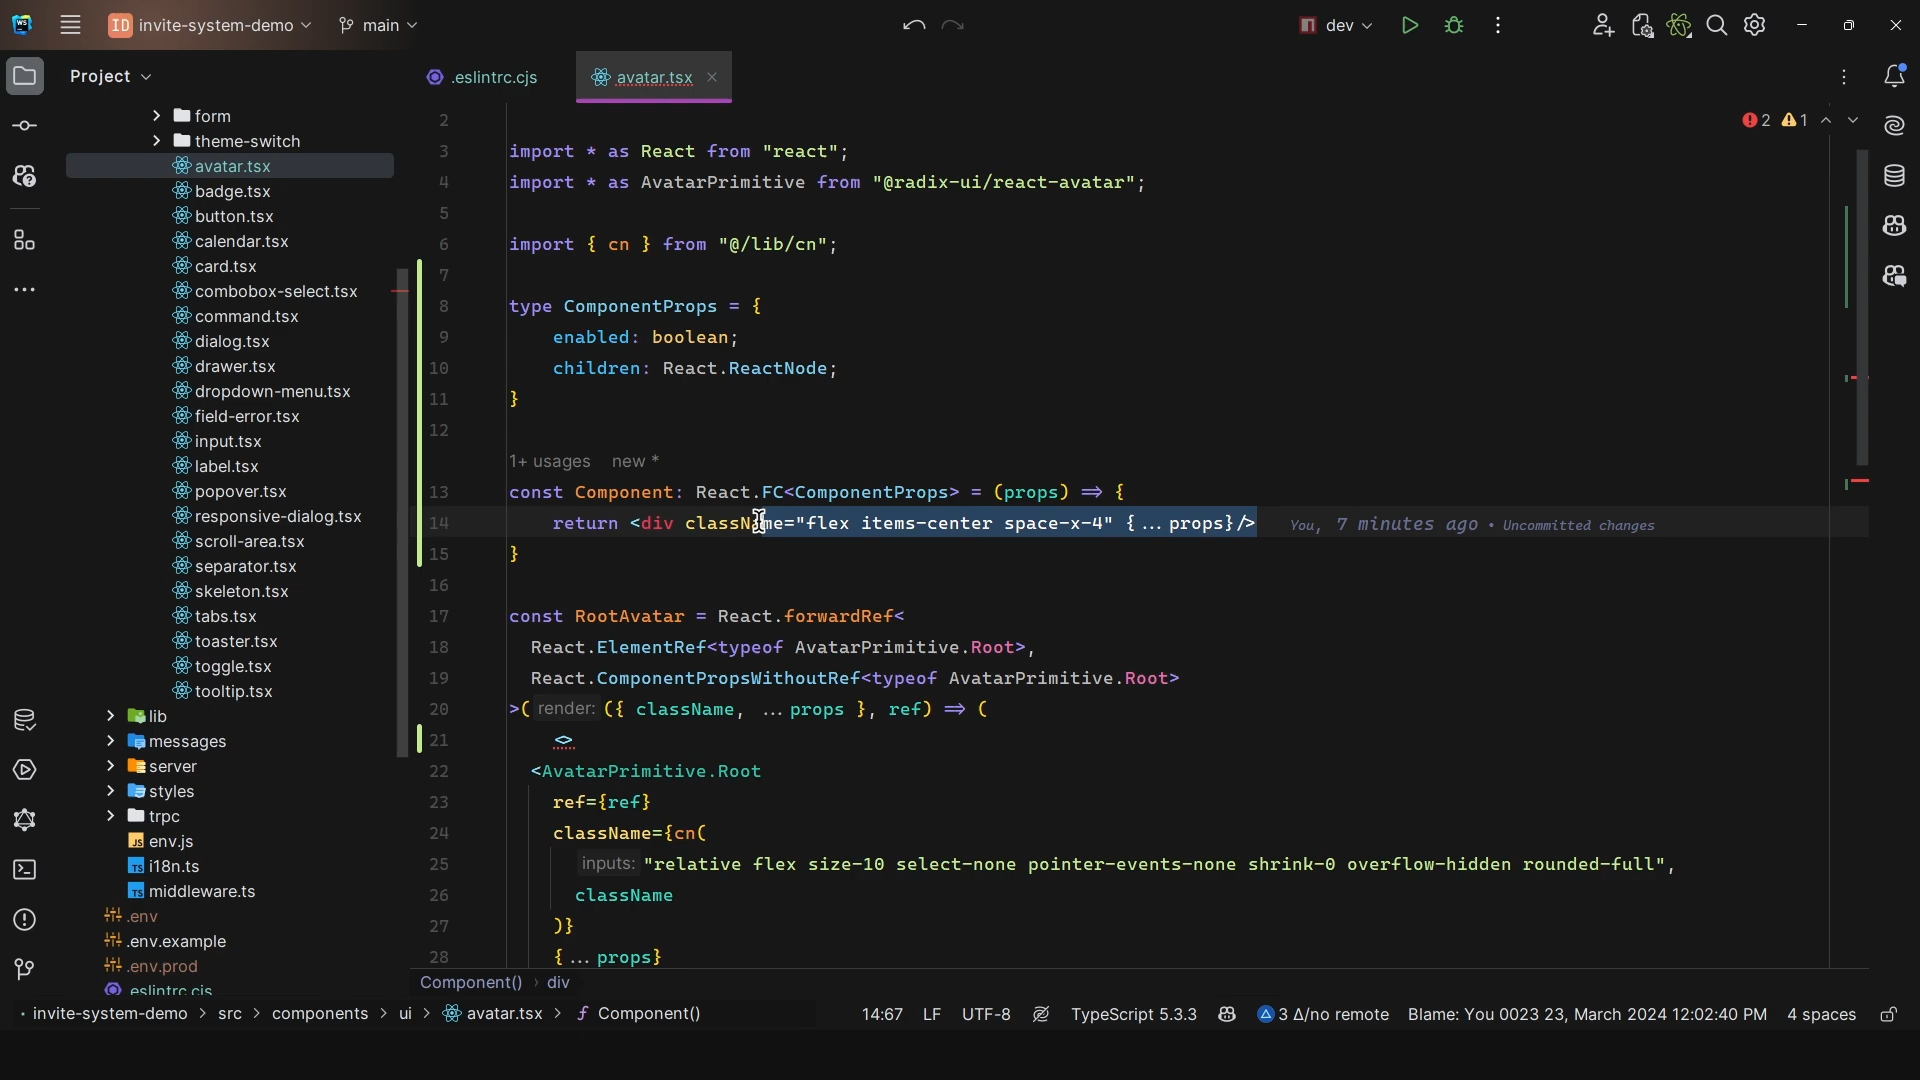 WS
ID invite-system-demo
main
dev
Project
.eslintrc.cjs
avatar.tsx
form
theme-switch
avatar.tsx
badge.tsx
button.tsx
calendar.tsx
card.tsx
combobox-select.tsx
command.tsx
dialog.tsx
drawer.tsx
dropdown-menu.tsx
field-error.tsx
input.tsx
label.tsx
popover.tsx
responsive-dialog.tsx
scroll-area.tsx
separator.tsx
skeleton.tsx
tabs.tsx
toaster.tsx
toggle.tsx
tooltip.tsx
lib
messages
server
styles
trpc
env.js
i18n.ts
middleware.ts
.env
.env.example
.env.prod
.eslintrc.cjs
2 1
2
3 import * as React from "react";
4 import * as AvatarPrimitive from "@radix-ui/react-avatar";
5
6 import { cn } from "@/lib/cn";
7
8 type ComponentProps = {
9 enabled: boolean;
10 children: React.ReactNode;
11 }
12
1+ usages new *
13 const Component: React.FC<ComponentProps> = (props) => {
14 return <div className="flex items-center space-x-4" {...props}/> You, 7 minutes ago • Uncommitted changes
15 }
16
17 const RootAvatar = React.forwardRef<
18 React.ElementRef<typeof AvatarPrimitive.Root>,
19 React.ComponentPropsWithoutRef<typeof AvatarPrimitive.Root>
20 >( render: ({ className, ...props }, ref) => (
21 <>
22 <AvatarPrimitive.Root
23 ref={ref}
24 className={cn(
25 inputs: "relative flex size-10 select-none pointer-events-none shrink-0 overflow-hidden rounded-full",
26 className
27 )}
28 {...props}
Component() › div
invite-system-demo > src > components > ui > avatar.tsx > f Component()
14:67 LF UTF-8 TypeScript 5.3.3 3 Δ/no remote Blame: You 0023 23, March 2024 12:02:40 PM 4 spaces